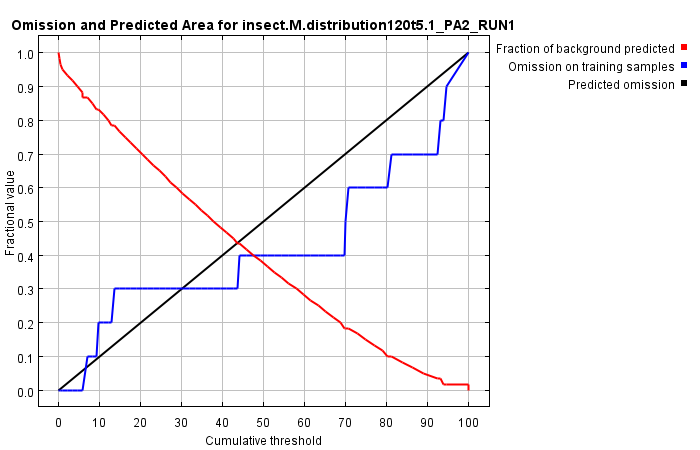 Omission and Predicted Area for insect.M.distribution120t5.1_PA2_RUN1
Fraction of background predicted
Omission on training samples
Predicted omission
1.0
0.9
0.8
0.7
0.6
0.5
0.4
0.3
0.2
0.1
0.0
Fractional value
0 10 20 30 40 50 60 70 80 90 100
Cumulative threshold